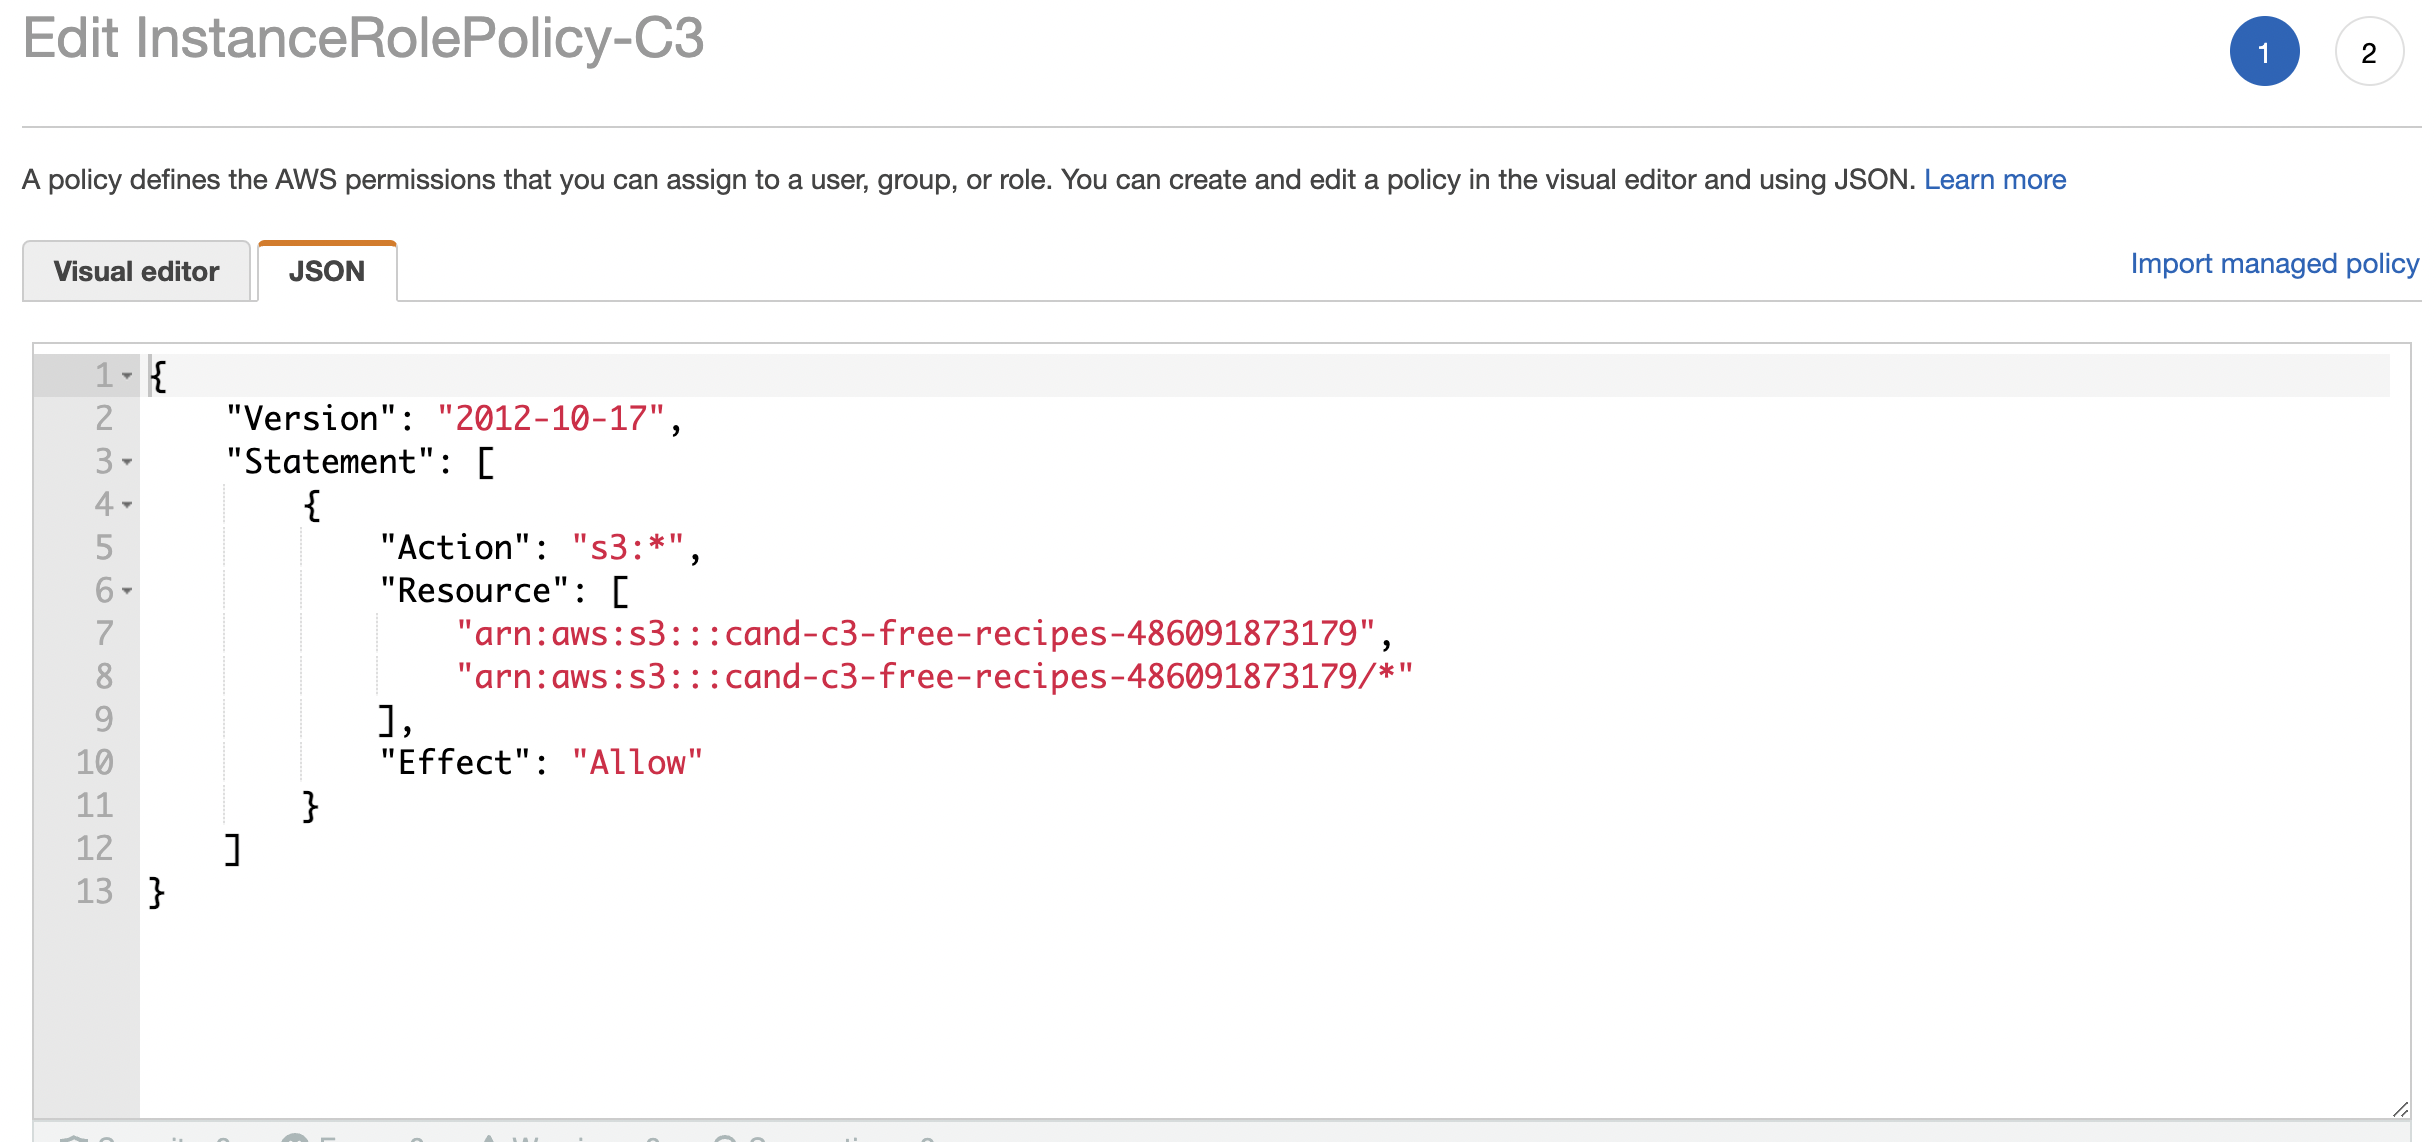 Edit InstanceRolePolicy-C3
1
2
A policy defines the AWS permissions that you can assign to a user, group, or role. You can create and edit a policy in the visual editor and using JSON. Learn more
Visual editor
JSON
Import managed policy
1 {
2     "Version": "2012-10-17",
3     "Statement": [
4         {
5             "Action": "s3:*",
6             "Resource": [
7                 "arn:aws:s3:::cand-c3-free-recipes-486091873179",
8                 "arn:aws:s3:::cand-c3-free-recipes-486091873179/*"
9             ],
10             "Effect": "Allow"
11         }
12     ]
13 }